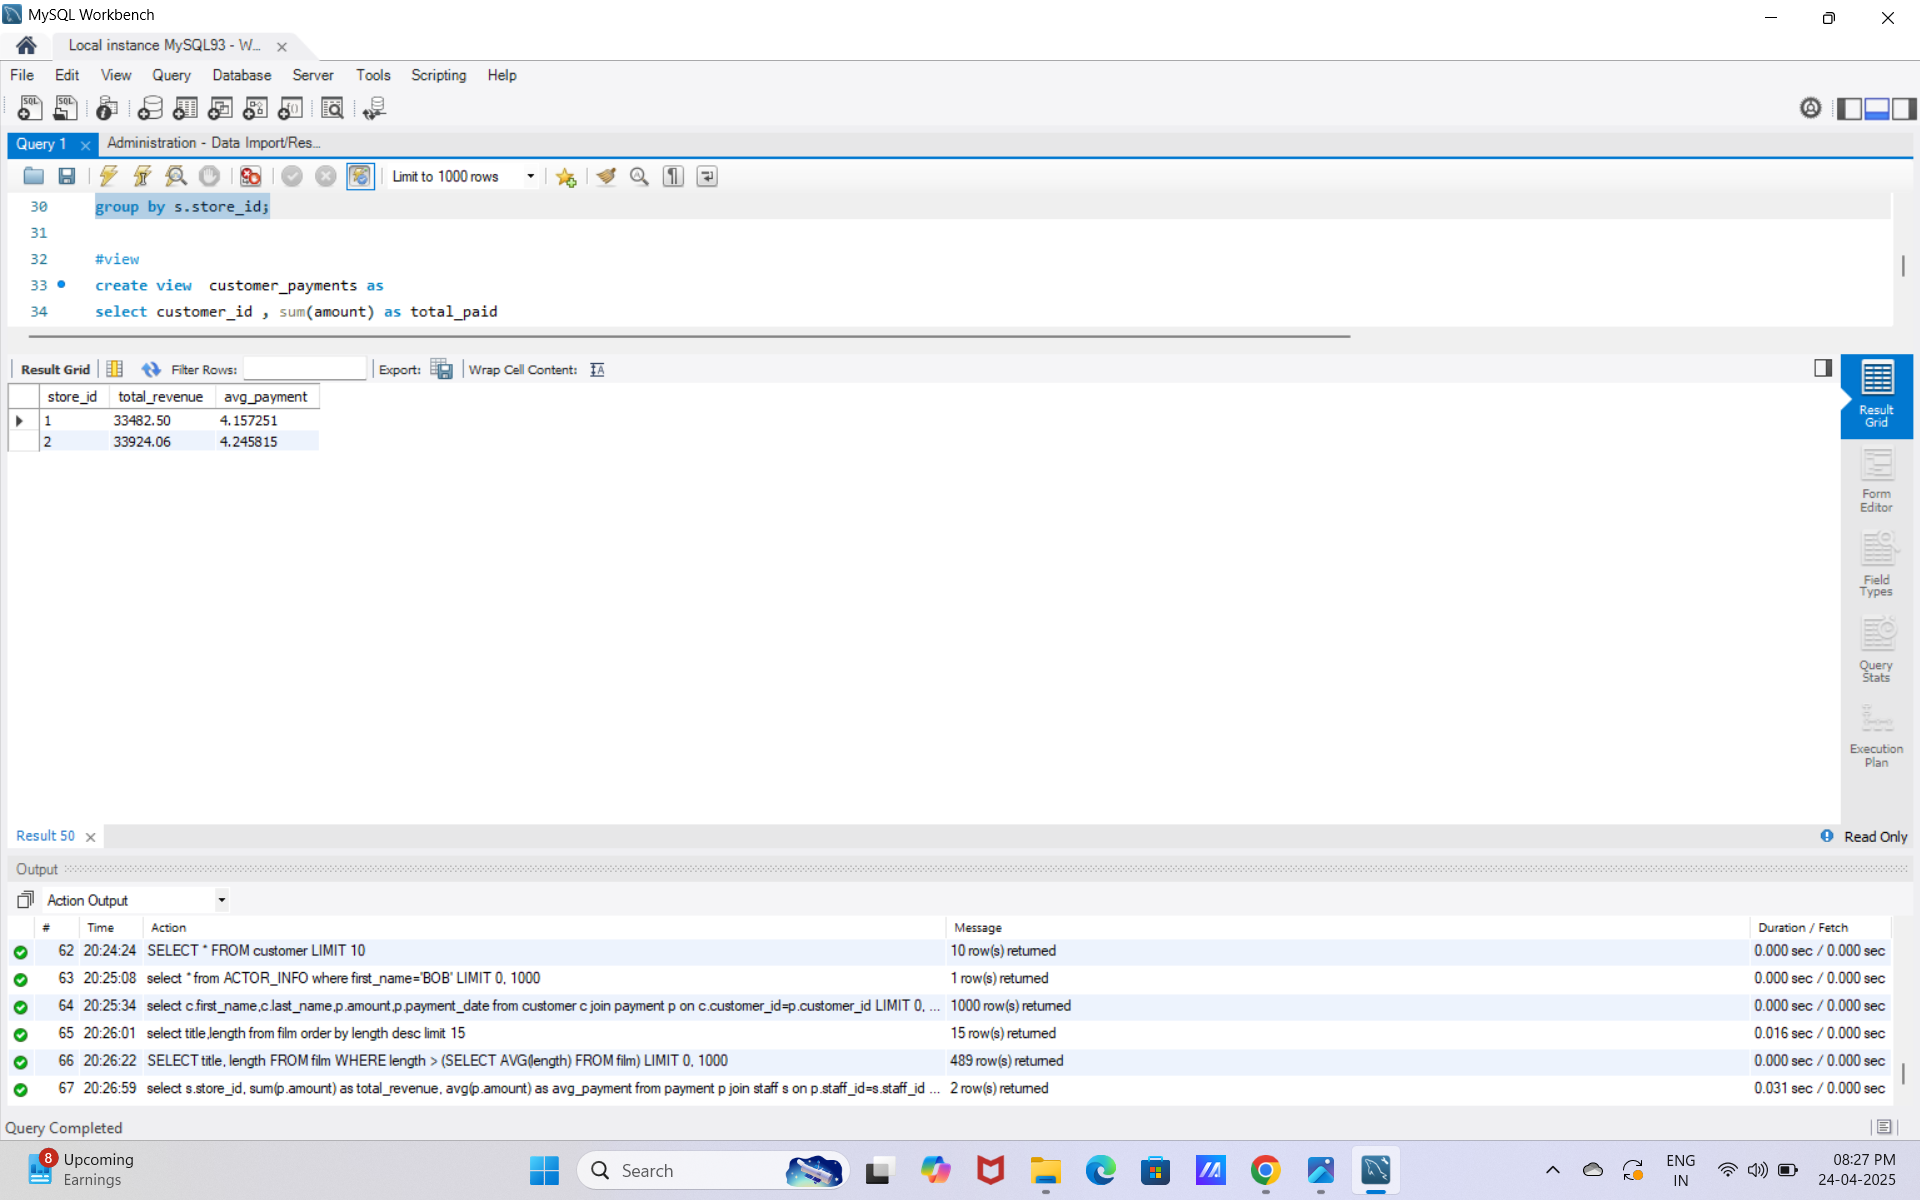 MySQL Workbench
Local instance MySQL93 - W...
File Edit View Query Database Server Tools Scripting Help
Query 1 Administration - Data Import/Res...
Limit to 1000 rows
30 group by s.store_id;
31
32 #view
33 create view  customer_payments as
34 select customer_id , sum(amount) as total_paid
Result Grid Filter Rows: Export: Wrap Cell Content:
store_id total_revenue avg_payment
1 33482.50 4.157251
2 33924.06 4.245815
Result Grid
Form Editor
Field Types
Query Stats
Execution Plan
Result 50 Read Only
Output
Action Output
# Time Action Message Duration / Fetch
62 20:24:24 SELECT * FROM customer LIMIT 10 10 row(s) returned 0.000 sec / 0.000 sec
63 20:25:08 select * from ACTOR_INFO where first_name='BOB' LIMIT 0, 1000 1 row(s) returned 0.000 sec / 0.000 sec
64 20:25:34 select c.first_name,c.last_name,p.amount,p.payment_date from customer c join payment p on c.customer_id=p.customer_id LIMIT 0, ... 1000 row(s) returned 0.000 sec / 0.000 sec
65 20:26:01 select title,length from film order by length desc limit 15 15 row(s) returned 0.016 sec / 0.000 sec
66 20:26:22 SELECT title, length FROM film WHERE length > (SELECT AVG(length) FROM film) LIMIT 0, 1000 489 row(s) returned 0.000 sec / 0.000 sec
67 20:26:59 select s.store_id, sum(p.amount) as total_revenue, avg(p.amount) as avg_payment from payment p join staff s on p.staff_id=s.staff_id ... 2 row(s) returned 0.031 sec / 0.000 sec
Query Completed
8 Upcoming
Earnings
Search
ENG
IN
08:27 PM
24-04-2025